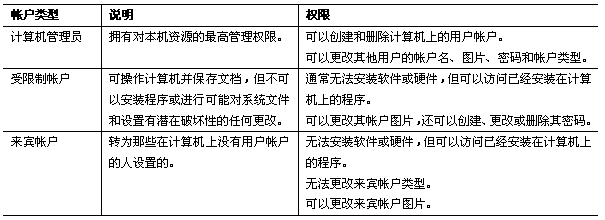 帐户类型 说明 权限
计算机管理员 拥有对本机资源的最高管理权限。 可以创建和删除计算机上的用户帐户。
可以更改其他用户的帐户名、图片、密码和帐户类型。
受限制帐户 可操作计算机并保存文档，但不可 通常无法安装软件或硬件，但可以访问已经安装在计算
以安装程序或进行可能对系统文件 机上的程序。
和设置有潜在破坏性的任何更改。 可以更改其帐户图片，还可以创建、更改或删除其密码。
来宾帐户 转为那些在计算机上没有用户帐户 无法安装软件或硬件，但可以访问已经安装在计算机上
的人设置的。 的程序。
无法更改来宾帐户类型。
可以更改来宾帐户图片。